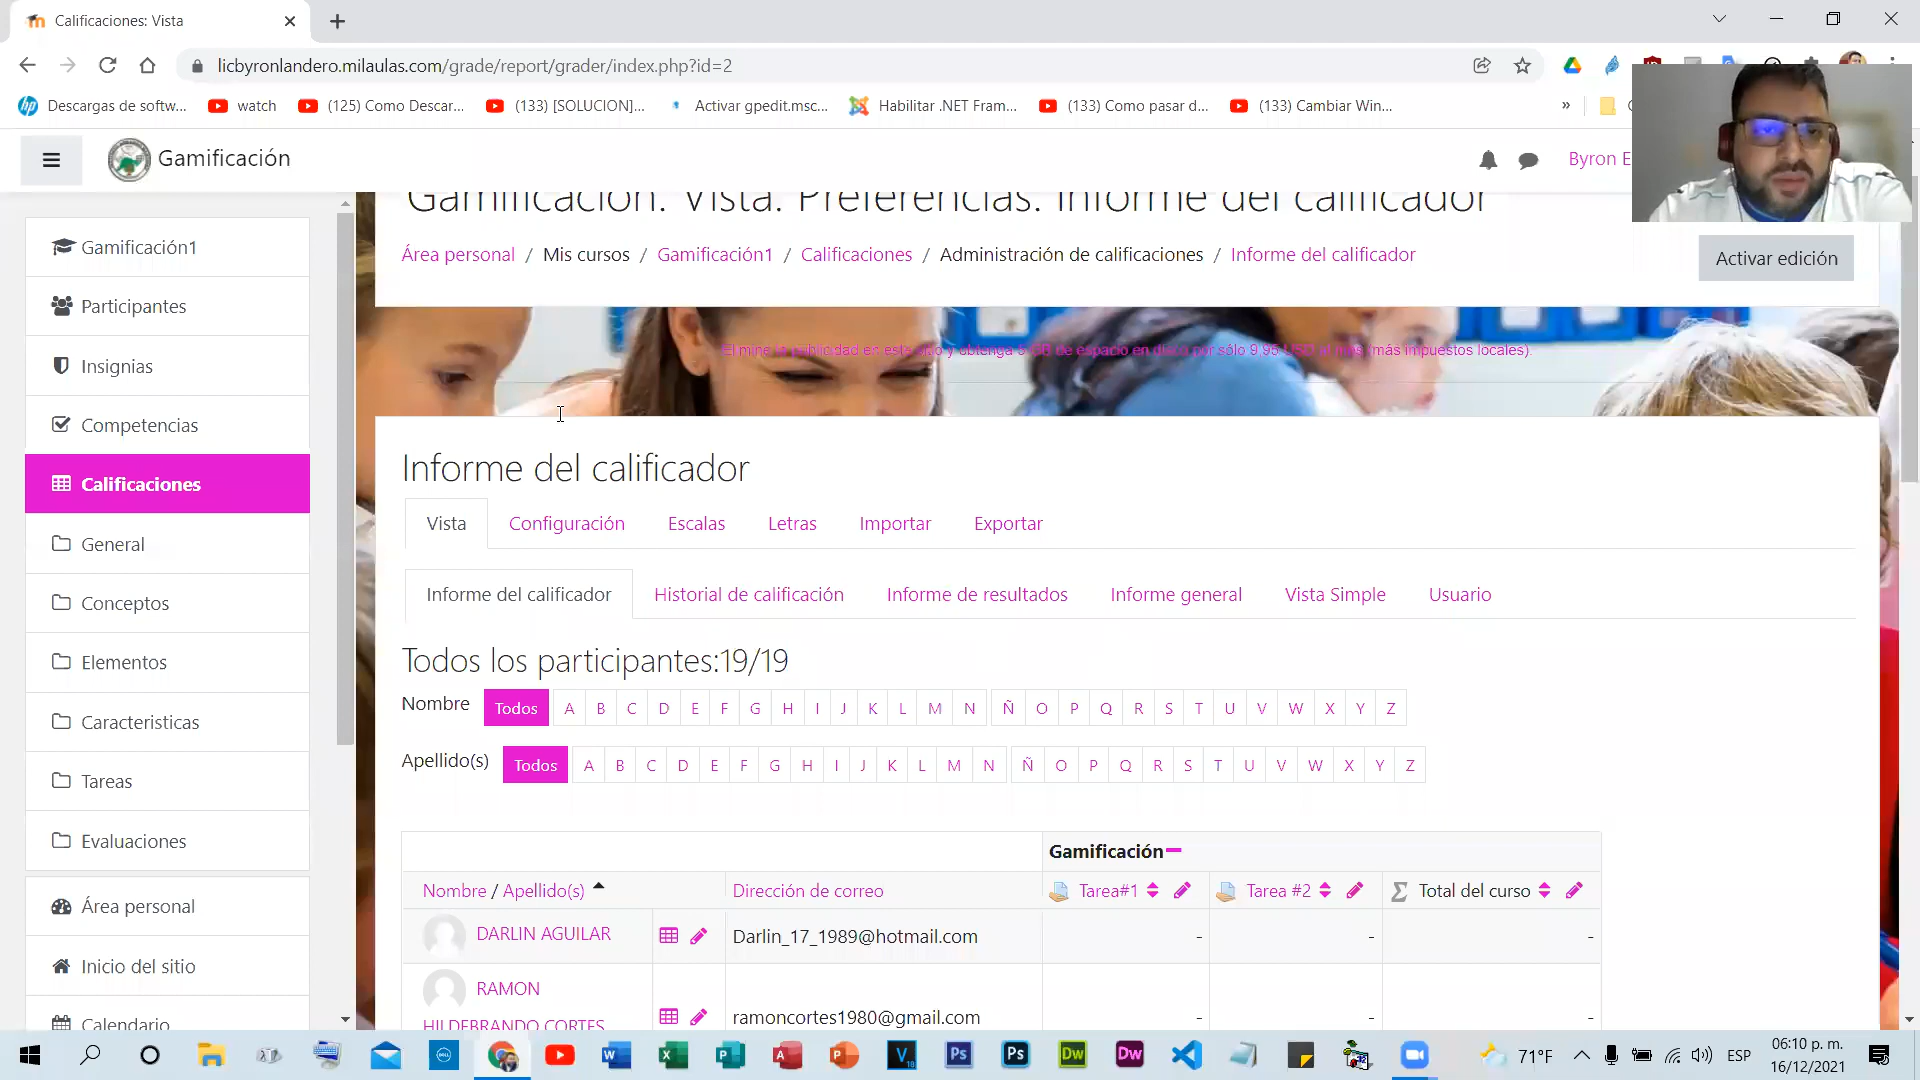 Calificaciones: Vista
licbyronlandero.milaulas.com/grade/report/grader/index.php?id=2
Descargas de softw...
watch
(125) Como Descar...
(133) [SOLUCION]...
Activar gpedit.msc...
Habilitar .NET Fram...
(133) Como pasar d...
(133) Cambiar Win...
»
Gamificación
Byron E
Gamificación: Vista: Preferencias: Informe del calificador
Área personal / Mis cursos / Gamificación1 / Calificaciones / Administración de calificaciones / Informe del calificador
Activar edición
Elimine la publicidad en este sitio y obtenga 5 GB de espacio en disco por sólo 9,95 USD al mes (más impuestos locales).
Gamificación1
Participantes
Insignias
Competencias
Calificaciones
General
Conceptos
Elementos
Caracteristicas
Tareas
Evaluaciones
Área personal
Inicio del sitio
Calendario
Informe del calificador
Vista Configuración Escalas Letras Importar Exportar
Informe del calificador Historial de calificación Informe de resultados Informe general Vista Simple Usuario
Todos los participantes:19/19
Nombre Todos A B C D E F G H I J K L M N Ñ O P Q R S T U V W X Y Z
Apellido(s) Todos A B C D E F G H I J K L M N Ñ O P Q R S T U V W X Y Z
Gamificación
Nombre / Apellido(s) Dirección de correo Tarea#1 Tarea #2 Total del curso
DARLIN AGUILAR Darlin_17_1989@hotmail.com - - -
RAMON
HILDEBRANDO CORTES ramoncortes1980@gmail.com - - -
71°F
ESP
06:10 p. m.
16/12/2021